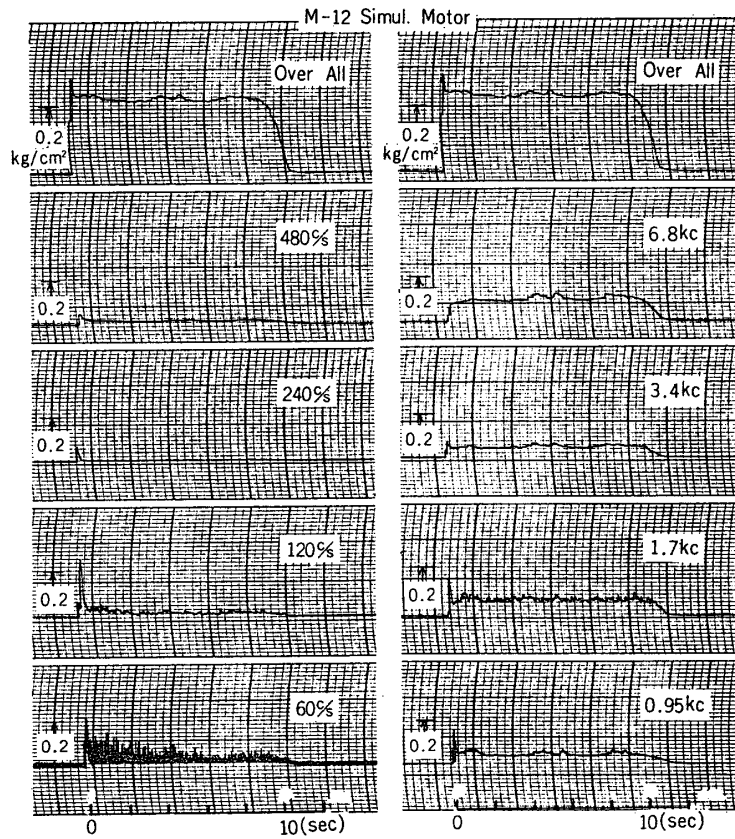 M-12 Simul. Motor
Over All
0.2
kg/cm²
480 c/s
0.2
240 c/s
0.2
120 c/s
0.2
60 c/s
0.2
0 10(sec)
Over All
0.2
kg/cm²
6.8kc
0.2
3.4kc
0.2
1.7kc
0.2
0.95kc
0.2
0 10(sec)